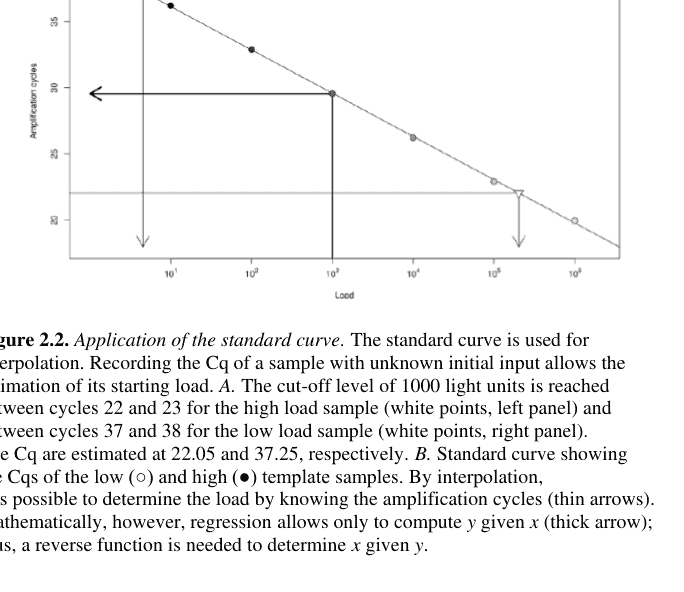 35
30
25
20
Amplification cycles
10¹ 10² 10³ 10⁴ 10⁵ 10⁶
Load
gure 2.2. Application of the standard curve. The standard curve is used for
erpolation. Recording the Cq of a sample with unknown initial input allows the
imation of its starting load. A. The cut-off level of 1000 light units is reached
tween cycles 22 and 23 for the high load sample (white points, left panel) and
tween cycles 37 and 38 for the low load sample (white points, right panel).
e Cq are estimated at 22.05 and 37.25, respectively. B. Standard curve showing
e Cqs of the low (○) and high (●) template samples. By interpolation,
s possible to determine the load by knowing the amplification cycles (thin arrows).
athematically, however, regression allows only to compute y given x (thick arrow);
us, a reverse function is needed to determine x given y.